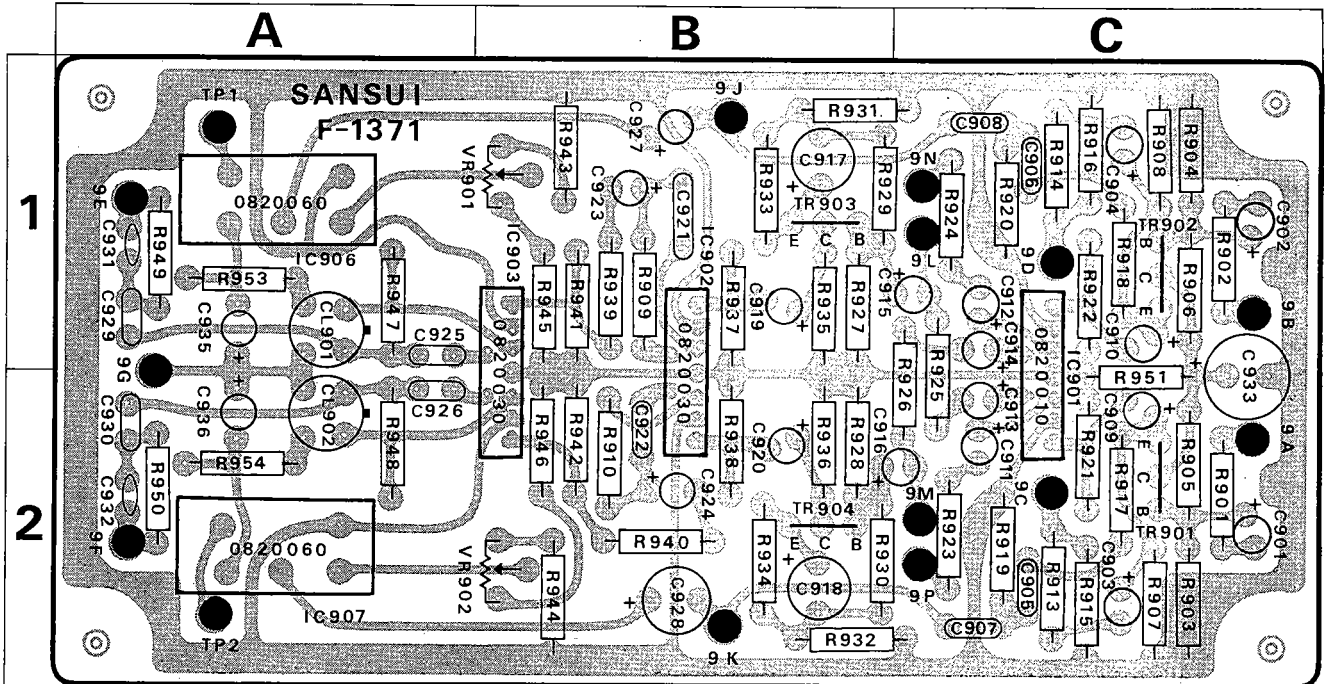 A B C
1
2
SANSUI
F-1371
TP1
9E
C931
R949
C929
0820060
IC906
R953
C935
CL901
R947
C925
9G
C936
CL902
C926
C930
R954
R948
R950
C932
9F
0820060
IC907
TP2
VR901
R943
C927
9J
R931
C923
C921
R933
C917
TR903
E C B
R929
IC903
0820030
R945
R941
R939
R909
IC902
0820030
R937
C919
R935
R927
C915
R946
R942
R910
C922
R938
C920
R936
R928
C916
C924
R940
VR902
R944
C928
9K
R934
C918
TR904
E C B
R930
R932
C908
9N
9L
R924
R920
C906
R914
R916
C904
R908
R904
9D
R922
R918
TR902
B C E
R906
R902
C902
C912
C914
0820010
IC901
C910
9B
R926
R925
R951
C933
C913
C911
C909
R921
R917
E C B
TR901
R905
R901
9A
C901
9C
9M
9P
R923
R919
C905
R913
R915
C903
R907
R903
C907